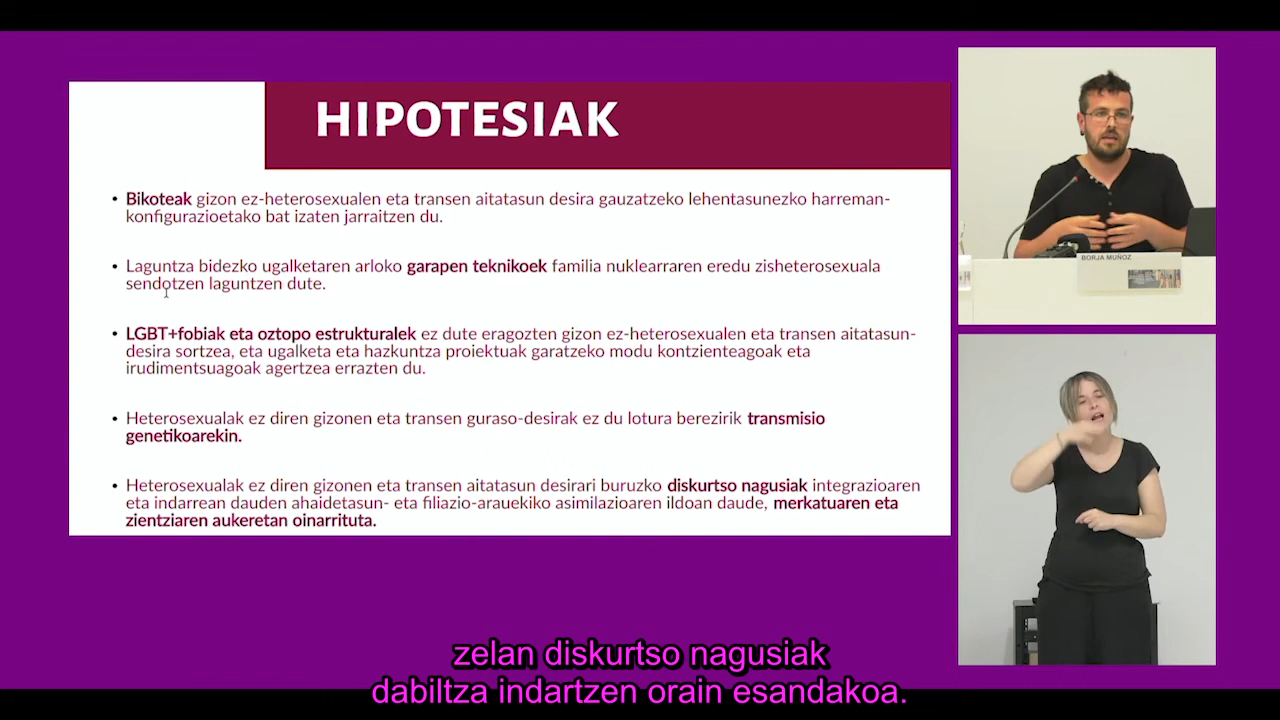 HIPOTESIAK
• Bikoteak gizon ez-heterosexualen eta transen aitatasun desira gauzatzeko lehentasunezko harreman-
konfigurazioetako bat izaten jarraitzen du.
• Laguntza bidezko ugalketaren arloko garapen teknikoek familia nuklearraren eredu zisheterosexuala
sendotzen laguntzen dute.
• LGBT+fobiak eta oztopo estrukturalek ez dute eragozten gizon ez-heterosexualen eta transen aitatasun-
desira sortzea, eta ugalketa eta hazkuntza proiektuak garatzeko modu kontzienteagoak eta
irudimentsuagoak agertzea errazten du.
• Heterosexualak ez diren gizonen eta transen guraso-desirak ez du lotura berezirik transmisio
genetikoarekin.
• Heterosexualak ez diren gizonen eta transen aitatasun desirari buruzko diskurtso nagusiak integrazioaren
eta indarrean dauden ahaidetasun- eta filiazio-arauekiko asimilazioaren ildoan daude, merkatuaren eta
zientziaren aukeretan oinarrituta.
BORJA MUÑOZ
zelan diskurtso nagusiak
dabiltza indartzen orain esandakoa.